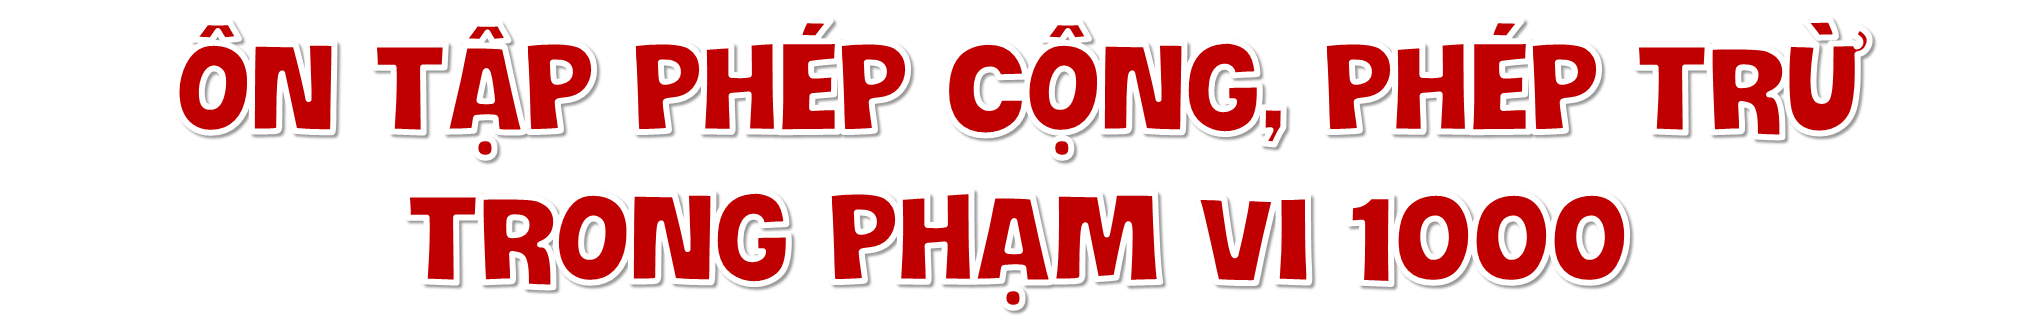 ÔN TẬP PHÉP CỘNG, PHÉP TRỪ
TRONG PHẠM VI 1000